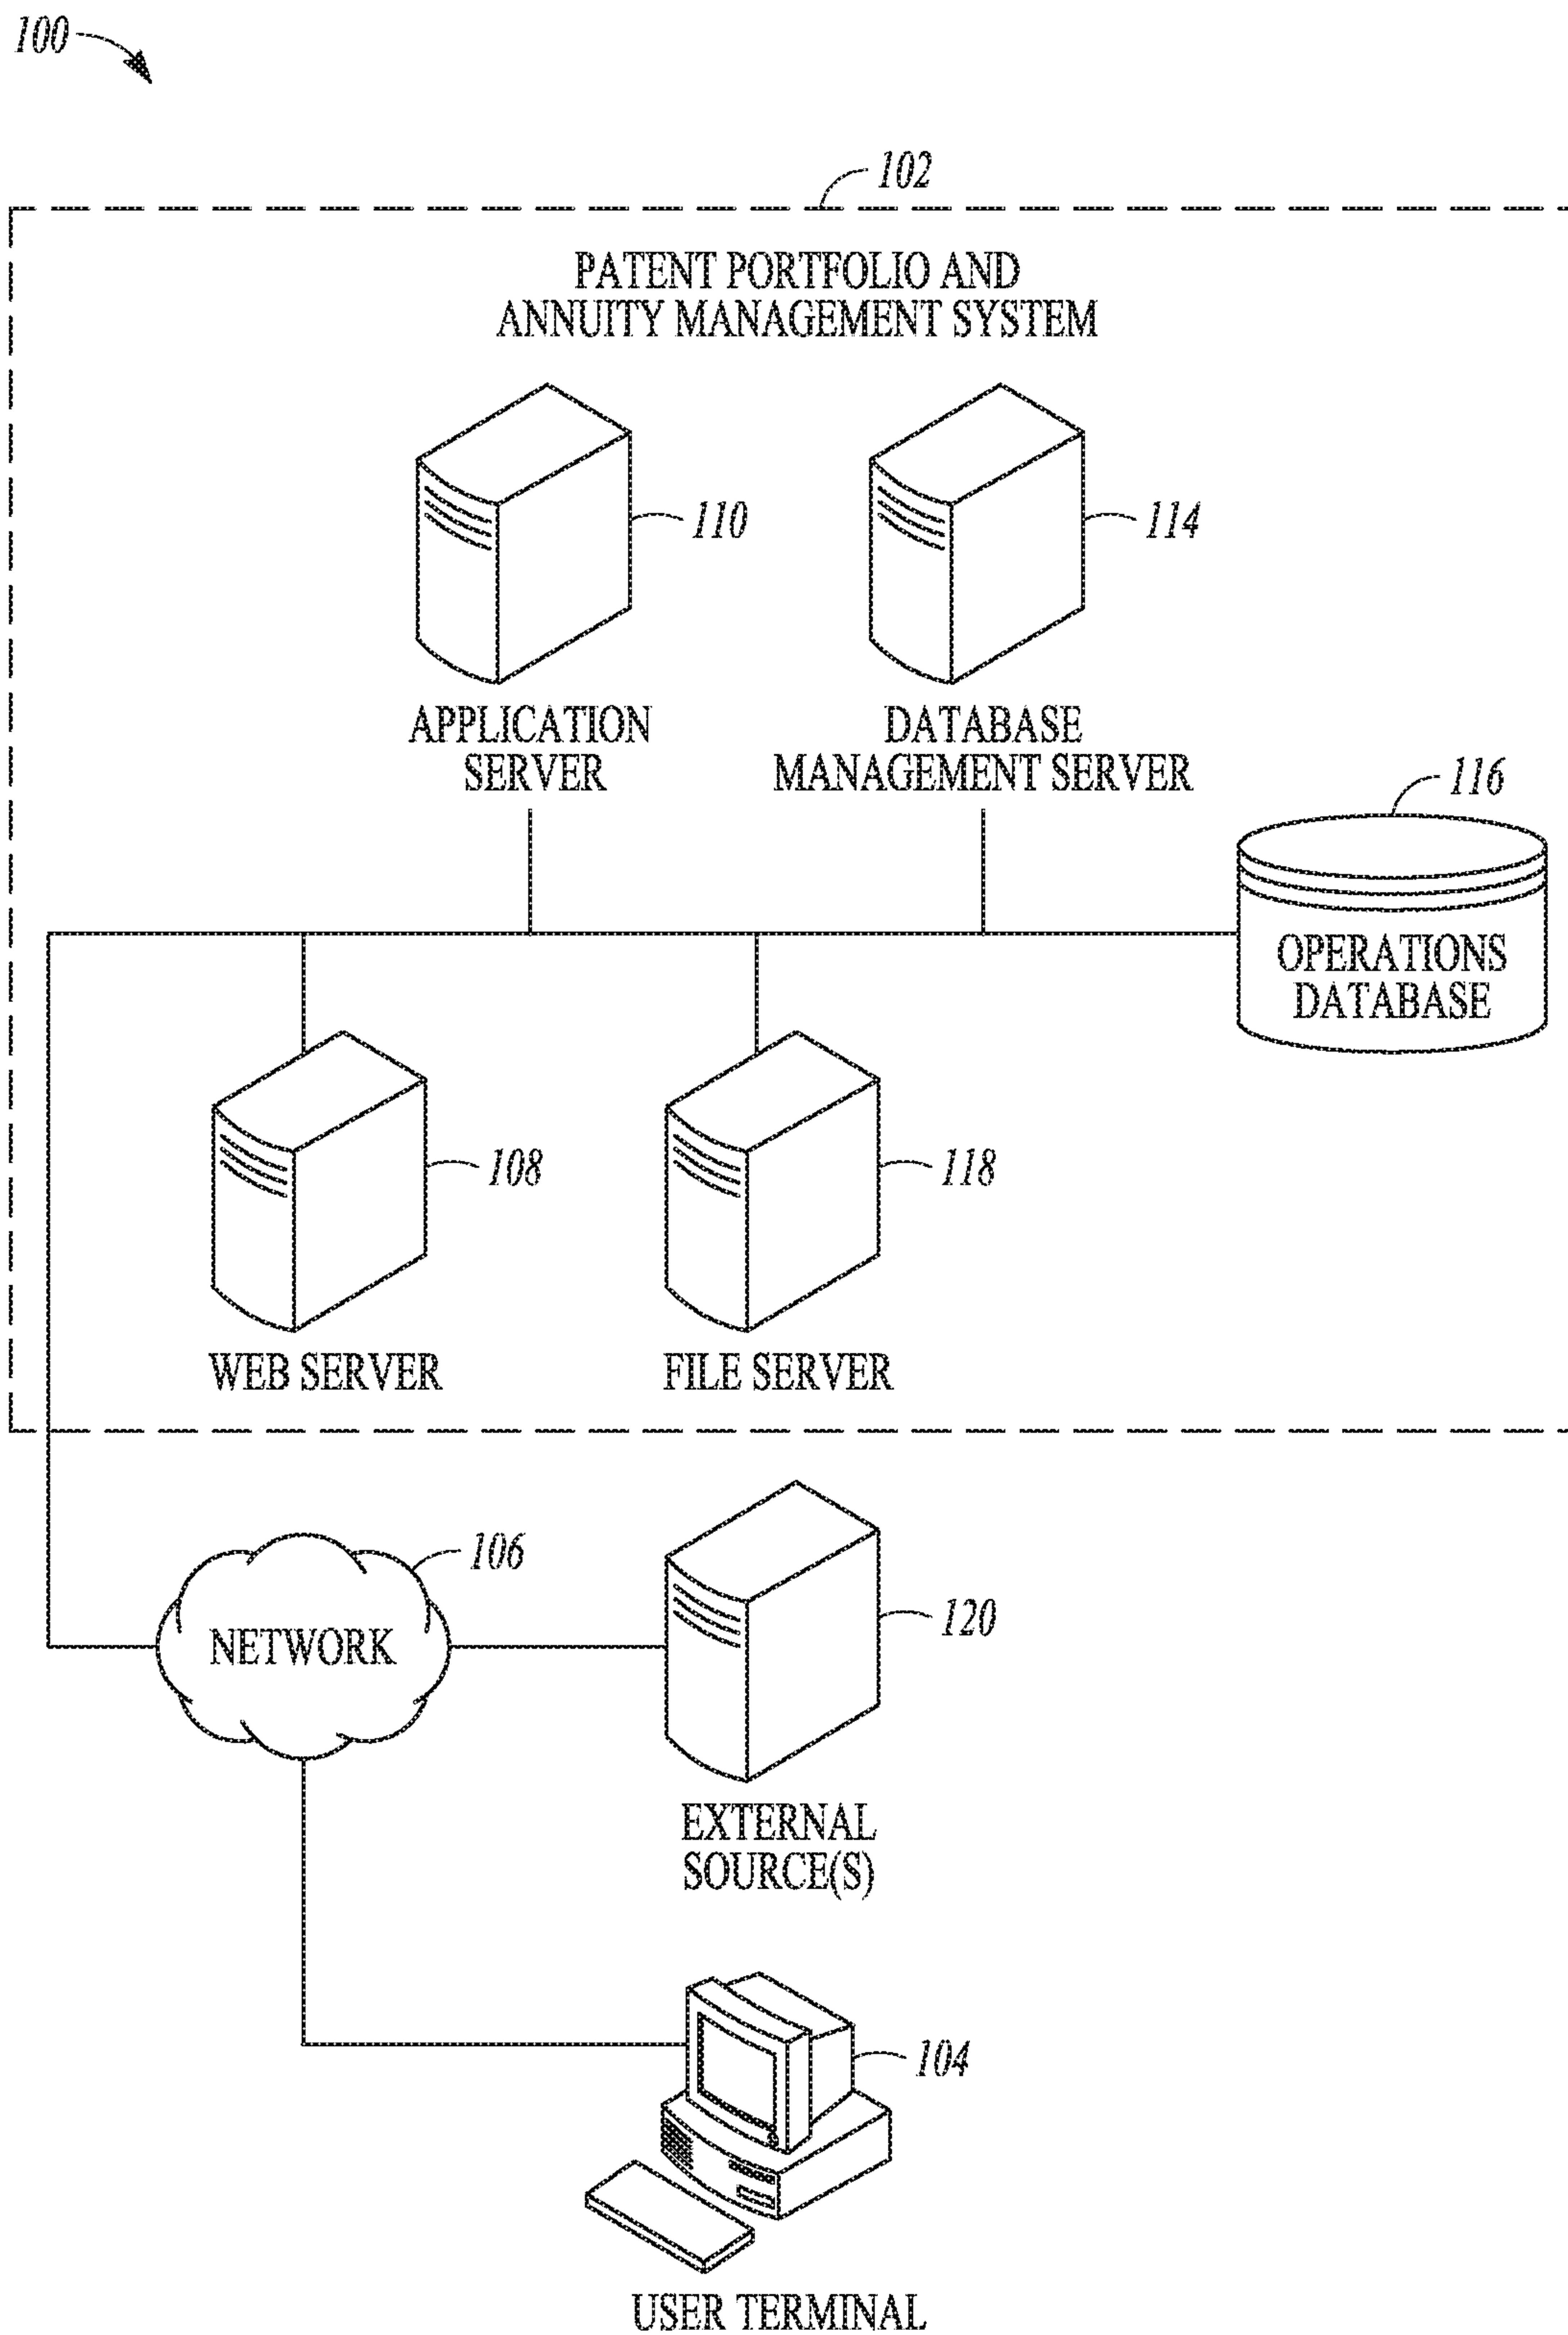 100
102
PATENT PORTFOLIO AND
ANNUITY MANAGEMENT SYSTEM
110
114
APPLICATION
SERVER
DATABASE
MANAGEMENT SERVER
116
OPERATIONS
DATABASE
108
118
WEB SERVER
FILE SERVER
106
NETWORK
120
EXTERNAL
SOURCE(S)
104
USER TERMINAL